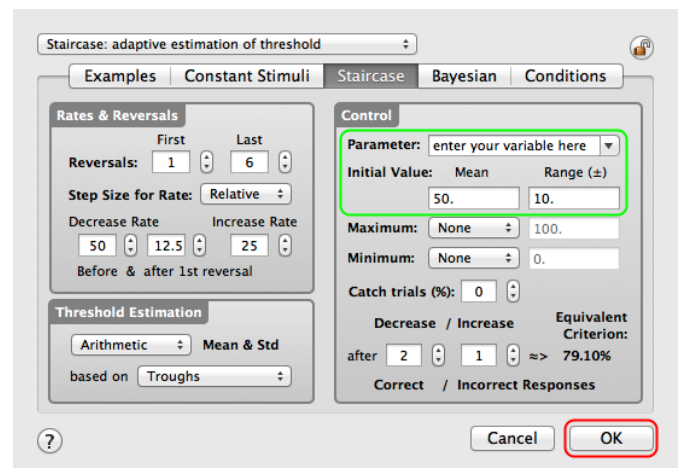 Staircase: adaptive estimation of threshold
Examples Constant Stimuli Staircase Bayesian Conditions
Rates & Reversals
First Last
Reversals: 1 6
Step Size for Rate: Relative
Decrease Rate Increase Rate
50 12.5 25
Before & after 1st reversal
Threshold Estimation
Arithmetic Mean & Std
based on Troughs
Control
Parameter: enter your variable here
Initial Value: Mean Range (±)
50. 10.
Maximum: None 100.
Minimum: None 0.
Catch trials (%): 0
Decrease / Increase Equivalent
Criterion:
after 2 1 ≈> 79.10%
Correct / Incorrect Responses
? Cancel OK